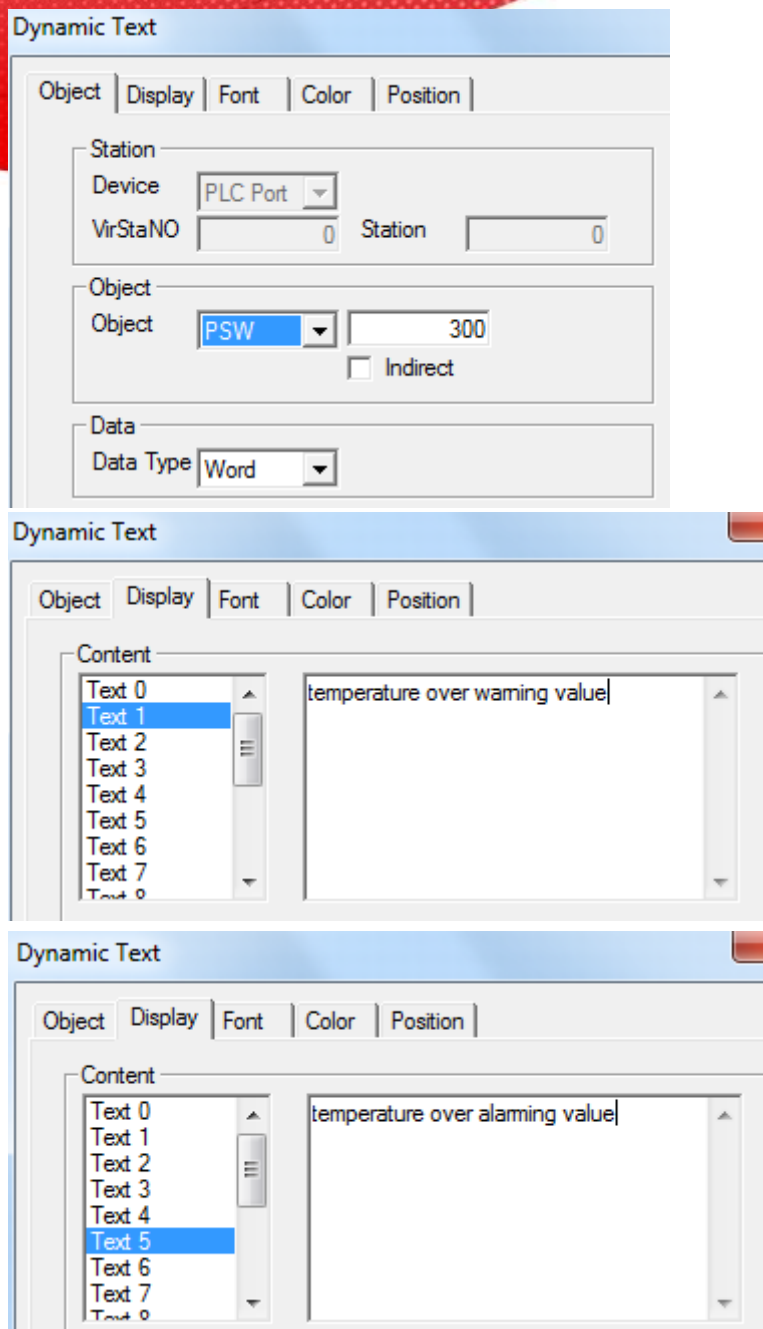 Dynamic Text
Object Display Font Color Position
Station
Device PLC Port
VirStaNO 0 Station 0
Object
Object PSW 300
Indirect
Data
Data Type Word
Dynamic Text
Object Display Font Color Position
Content
Text 0 temperature over warning value
Text 1
Text 2
Text 3
Text 4
Text 5
Text 6
Text 7
Text 8
Dynamic Text
Object Display Font Color Position
Content
Text 0 temperature over alarming value
Text 1
Text 2
Text 3
Text 4
Text 5
Text 6
Text 7
Text 8